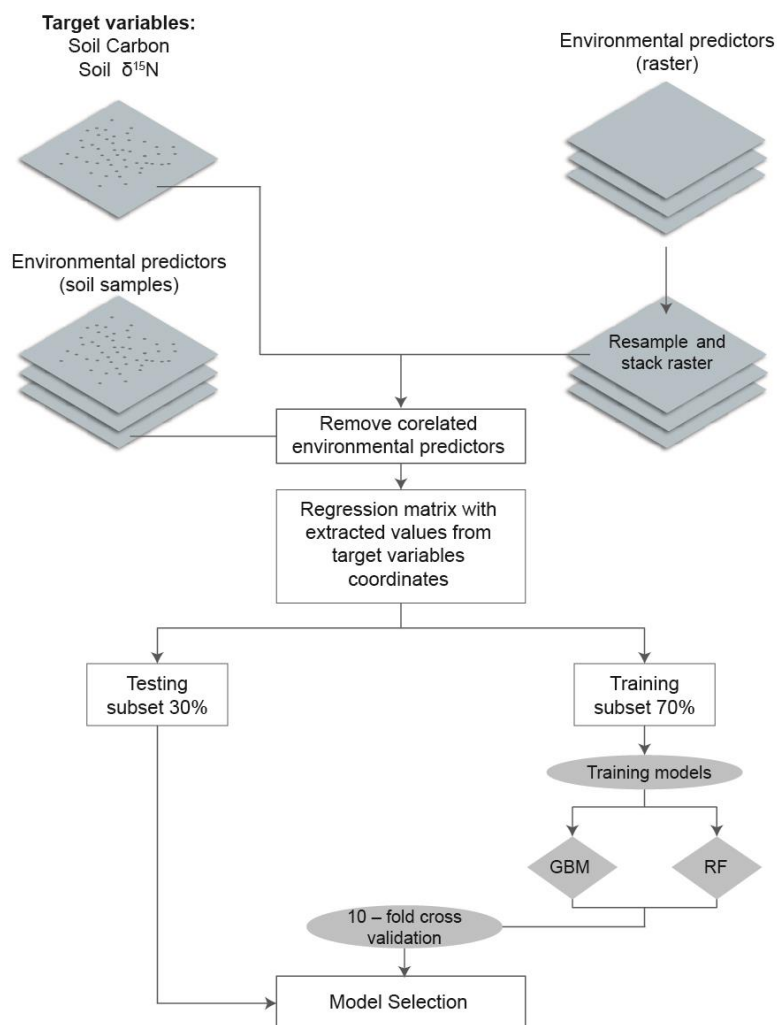 Target variables:
Soil Carbon
Soil δ¹⁵N
Environmental predictors
(raster)
Environmental predictors
(soil samples)
Resample and
stack raster
Remove corelated
environmental predictors
Regression matrix with
extracted values from
target variables
coordinates
Testing
subset 30%
Training
subset 70%
Training models
GBM
RF
10 – fold cross
validation
Model Selection